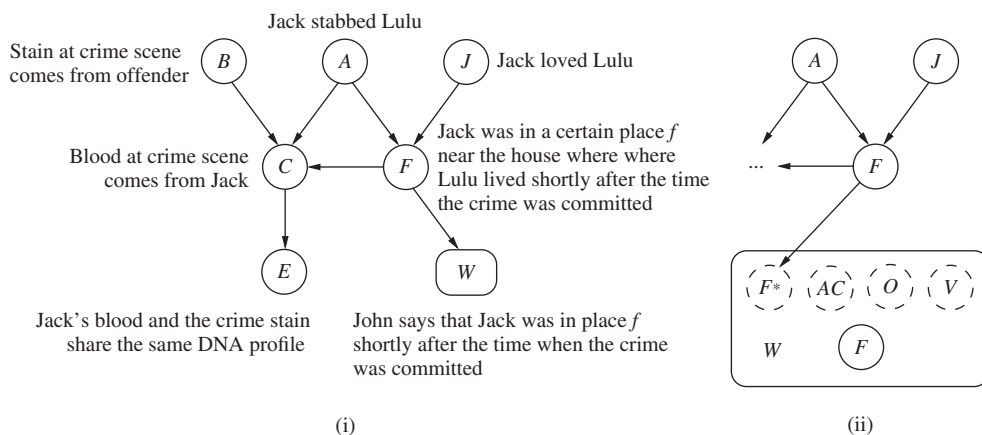 Jack stabbed Lulu
Stain at crime scene
comes from offender
B
A
J
Jack loved Lulu
Blood at crime scene
comes from Jack
C
F
Jack was in a certain place f
near the house where where
Lulu lived shortly after the time
the crime was committed
E
W
Jack's blood and the crime stain
share the same DNA profile
John says that Jack was in place f
shortly after the time when the crime
was committed
(i)
A
J
...
F
F*
AC
O
V
W
F
(ii)